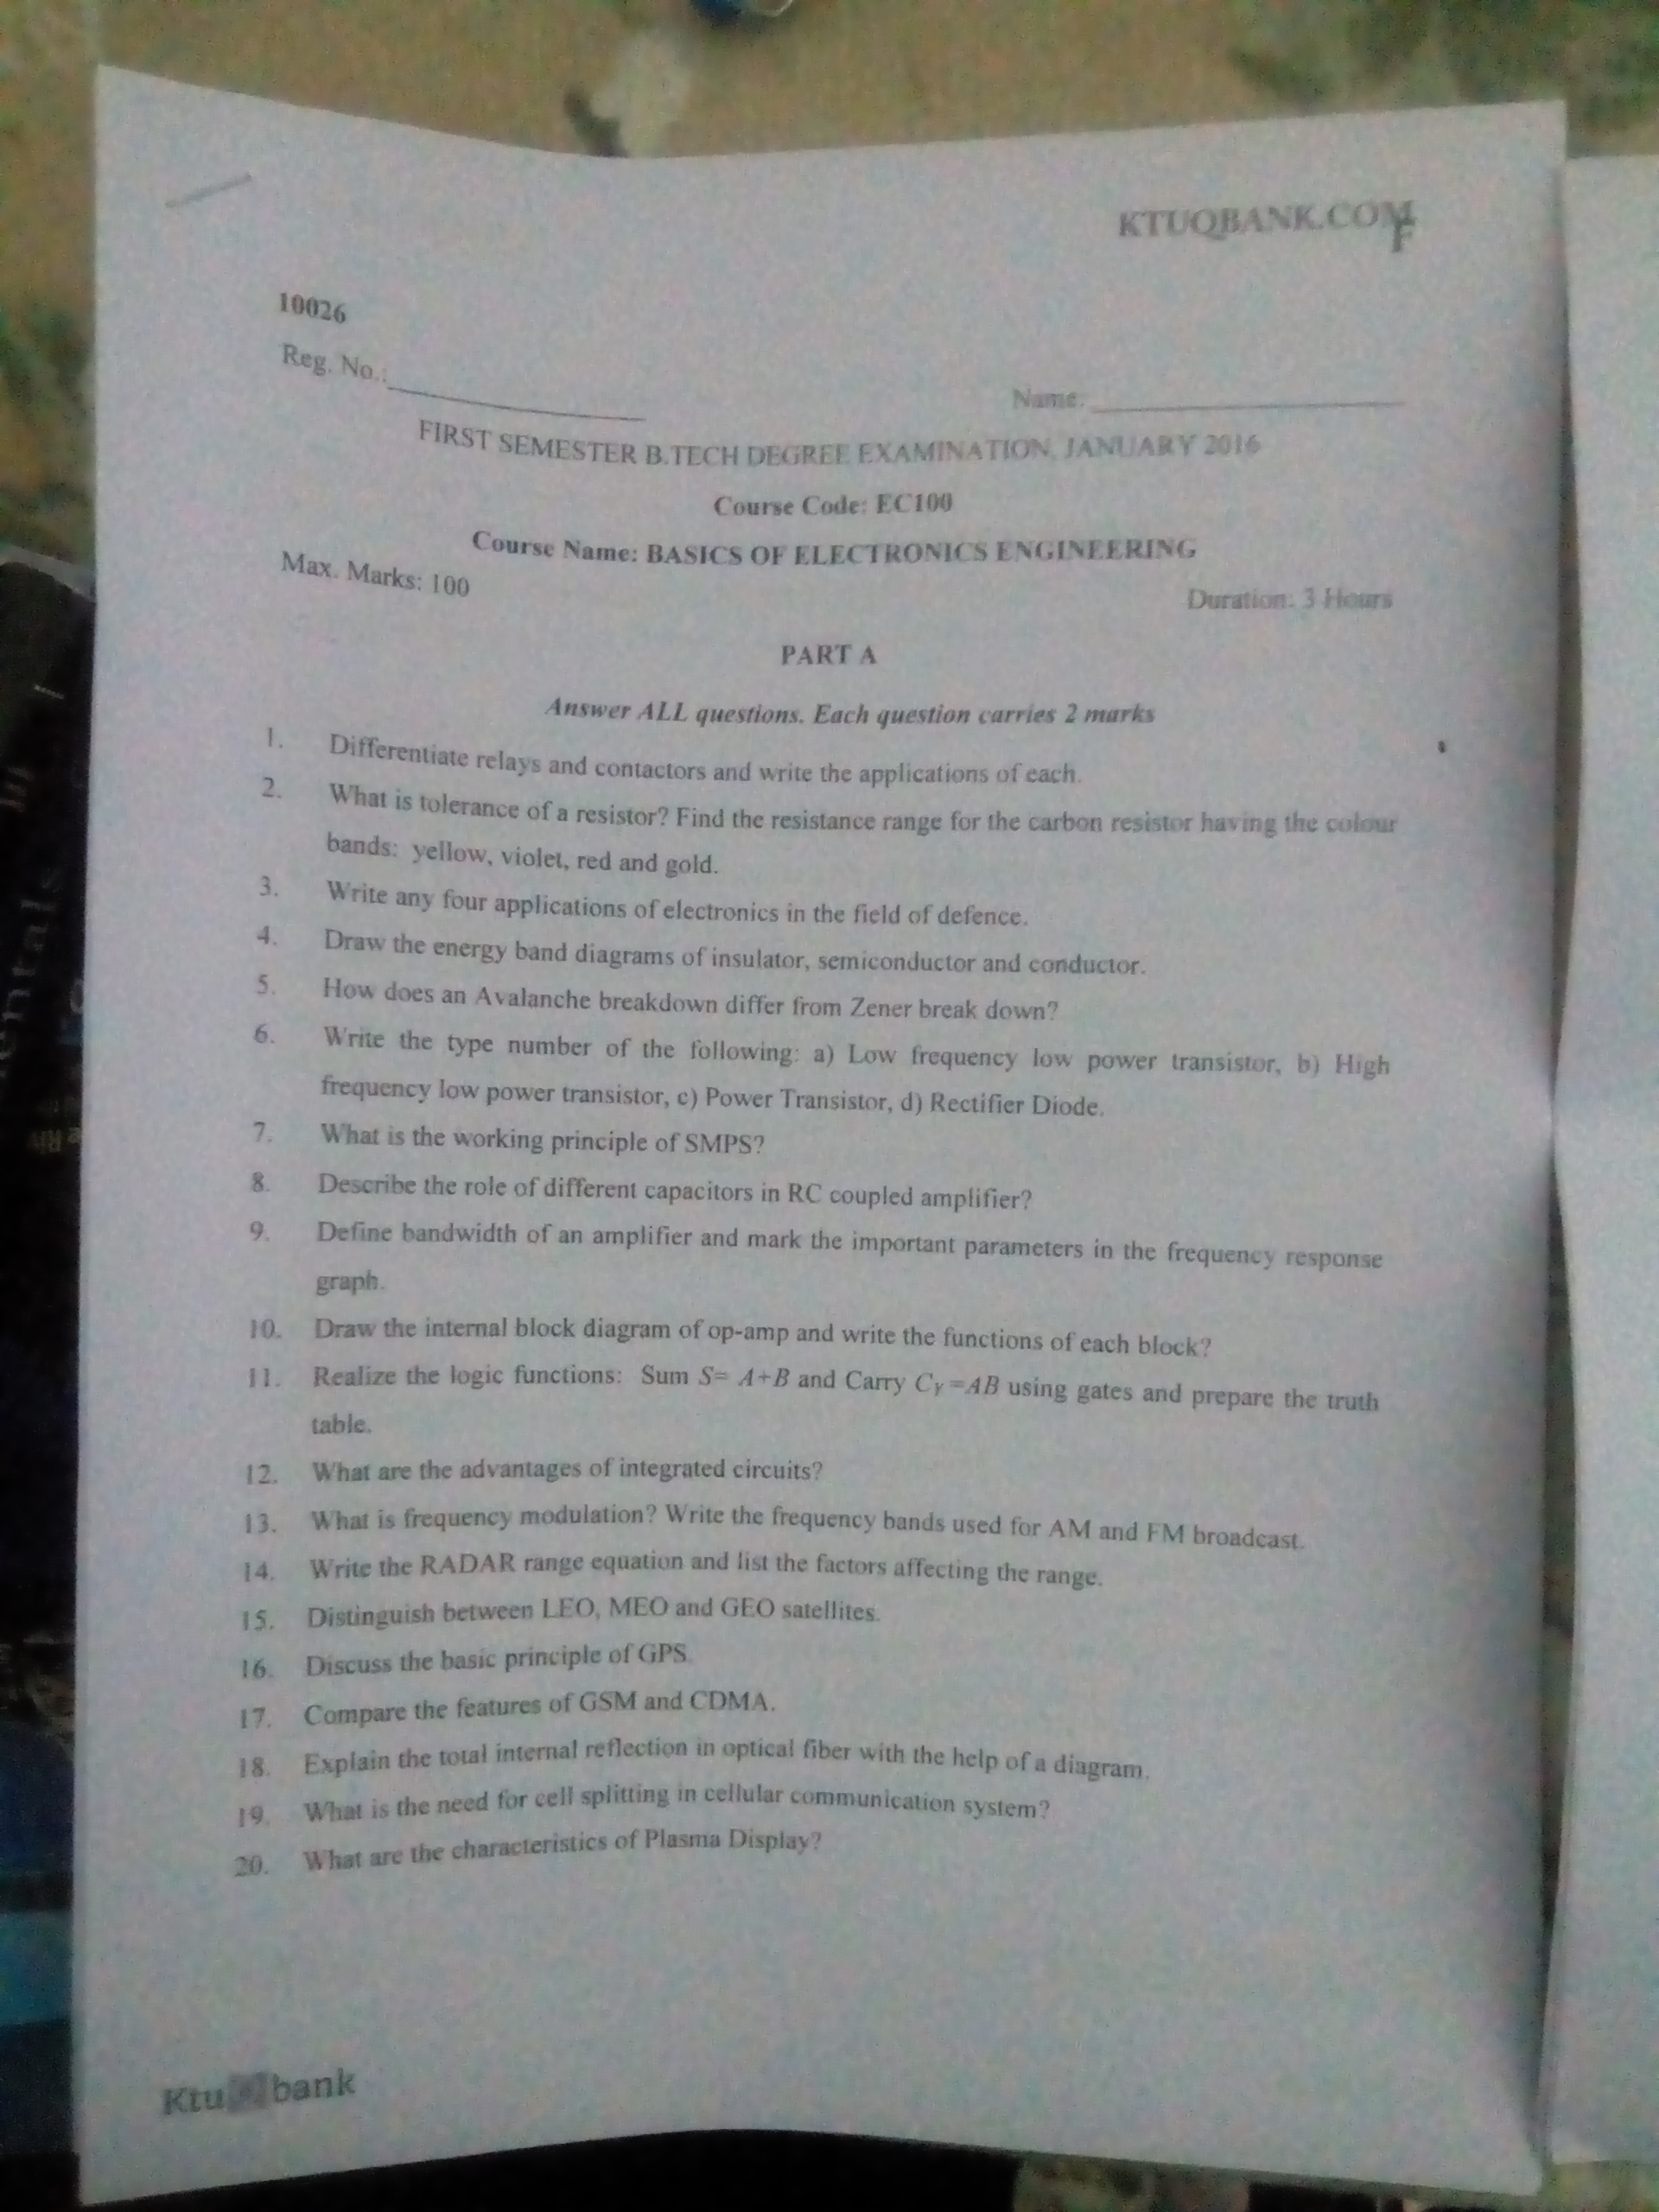 KTUQBANK.COM
F
10026
Reg. No.:
Name:
FIRST SEMESTER B.TECH DEGREE EXAMINATION, JANUARY 2016
Course Code: EC100
Course Name: BASICS OF ELECTRONICS ENGINEERING
Max. Marks: 100
Duration: 3 Hours
PART A
Answer ALL questions. Each question carries 2 marks
1. Differentiate relays and contactors and write the applications of each.
2. What is tolerance of a resistor? Find the resistance range for the carbon resistor having the colour
bands: yellow, violet, red and gold.
3. Write any four applications of electronics in the field of defence.
4. Draw the energy band diagrams of insulator, semiconductor and conductor.
5. How does an Avalanche breakdown differ from Zener break down?
6. Write the type number of the following: a) Low frequency low power transistor, b) High
frequency low power transistor, c) Power Transistor, d) Rectifier Diode.
7. What is the working principle of SMPS?
8. Describe the role of different capacitors in RC coupled amplifier?
9. Define bandwidth of an amplifier and mark the important parameters in the frequency response
graph.
10. Draw the internal block diagram of op-amp and write the functions of each block?
11. Realize the logic functions: Sum S= A+B and Carry CY=AB using gates and prepare the truth
table.
12. What are the advantages of integrated circuits?
13. What is frequency modulation? Write the frequency bands used for AM and FM broadcast.
14. Write the RADAR range equation and list the factors affecting the range.
15. Distinguish between LEO, MEO and GEO satellites.
16. Discuss the basic principle of GPS.
17. Compare the features of GSM and CDMA.
18. Explain the total internal reflection in optical fiber with the help of a diagram.
19. What is the need for cell splitting in cellular communication system?
20. What are the characteristics of Plasma Display?
Ktu bank